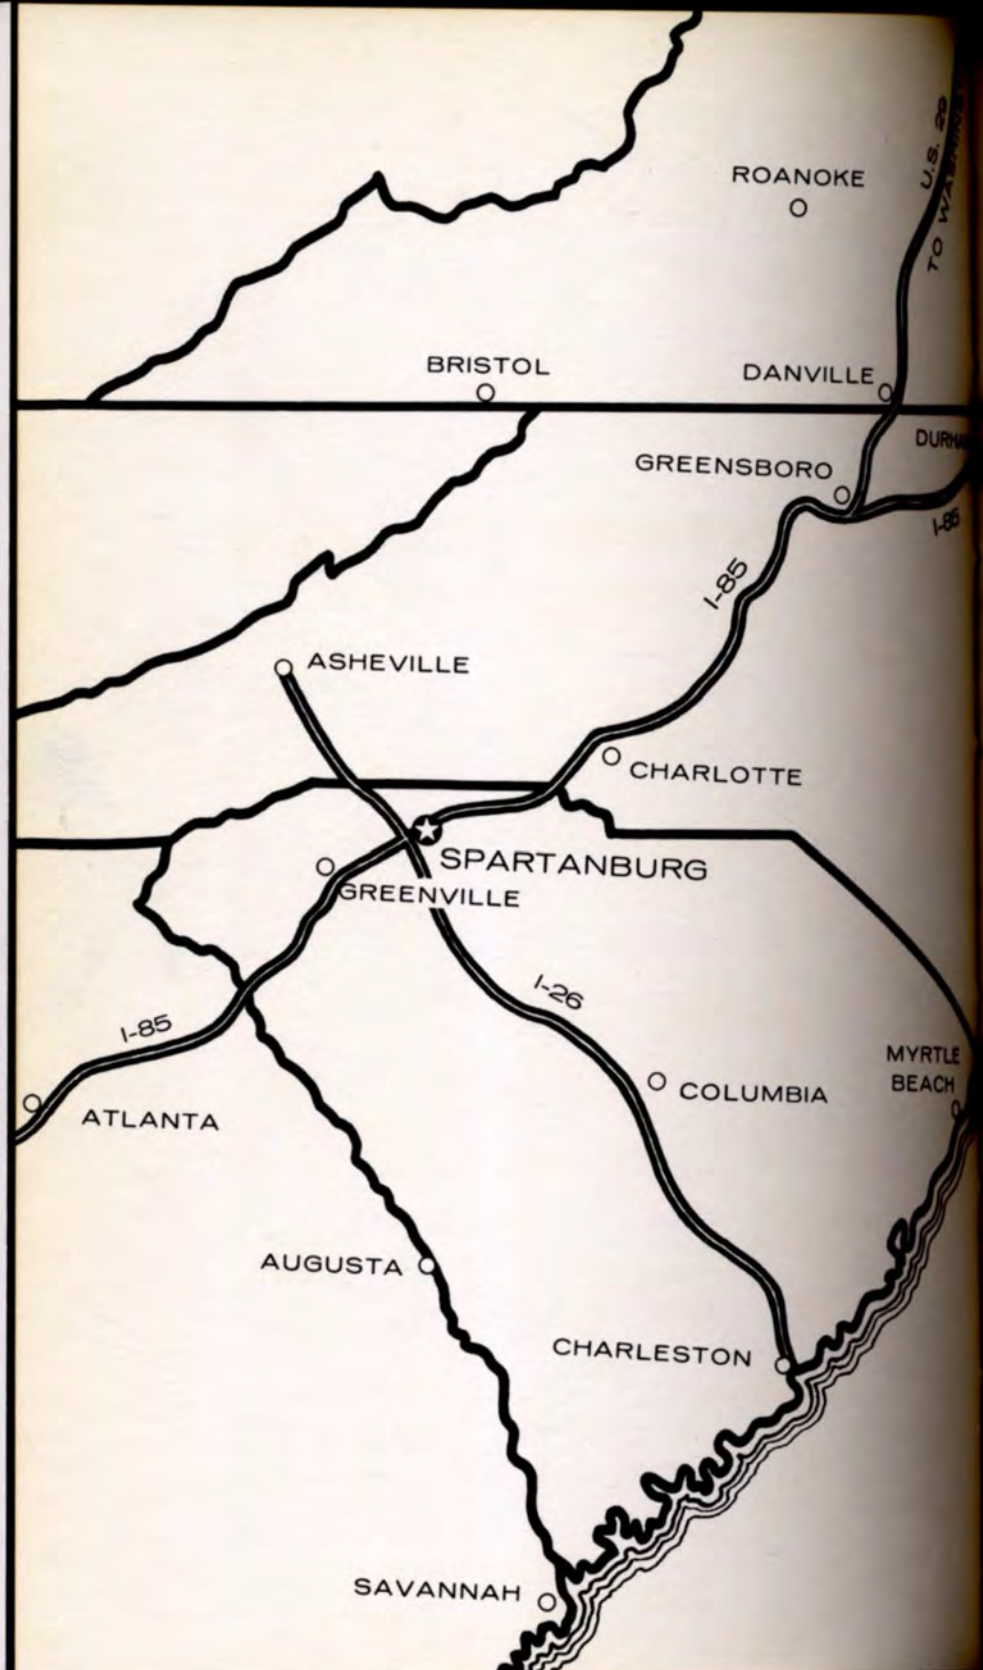 ROANOKE
U.S. 29
TO
BRISTOL
DANVILLE
GREENSBORO
I-85
I-85
ASHEVILLE
CHARLOTTE
SPARTANBURG
GREENVILLE
I-26
I-85
MYRTLE
BEACH
COLUMBIA
ATLANTA
AUGUSTA
CHARLESTON
SAVANNAH